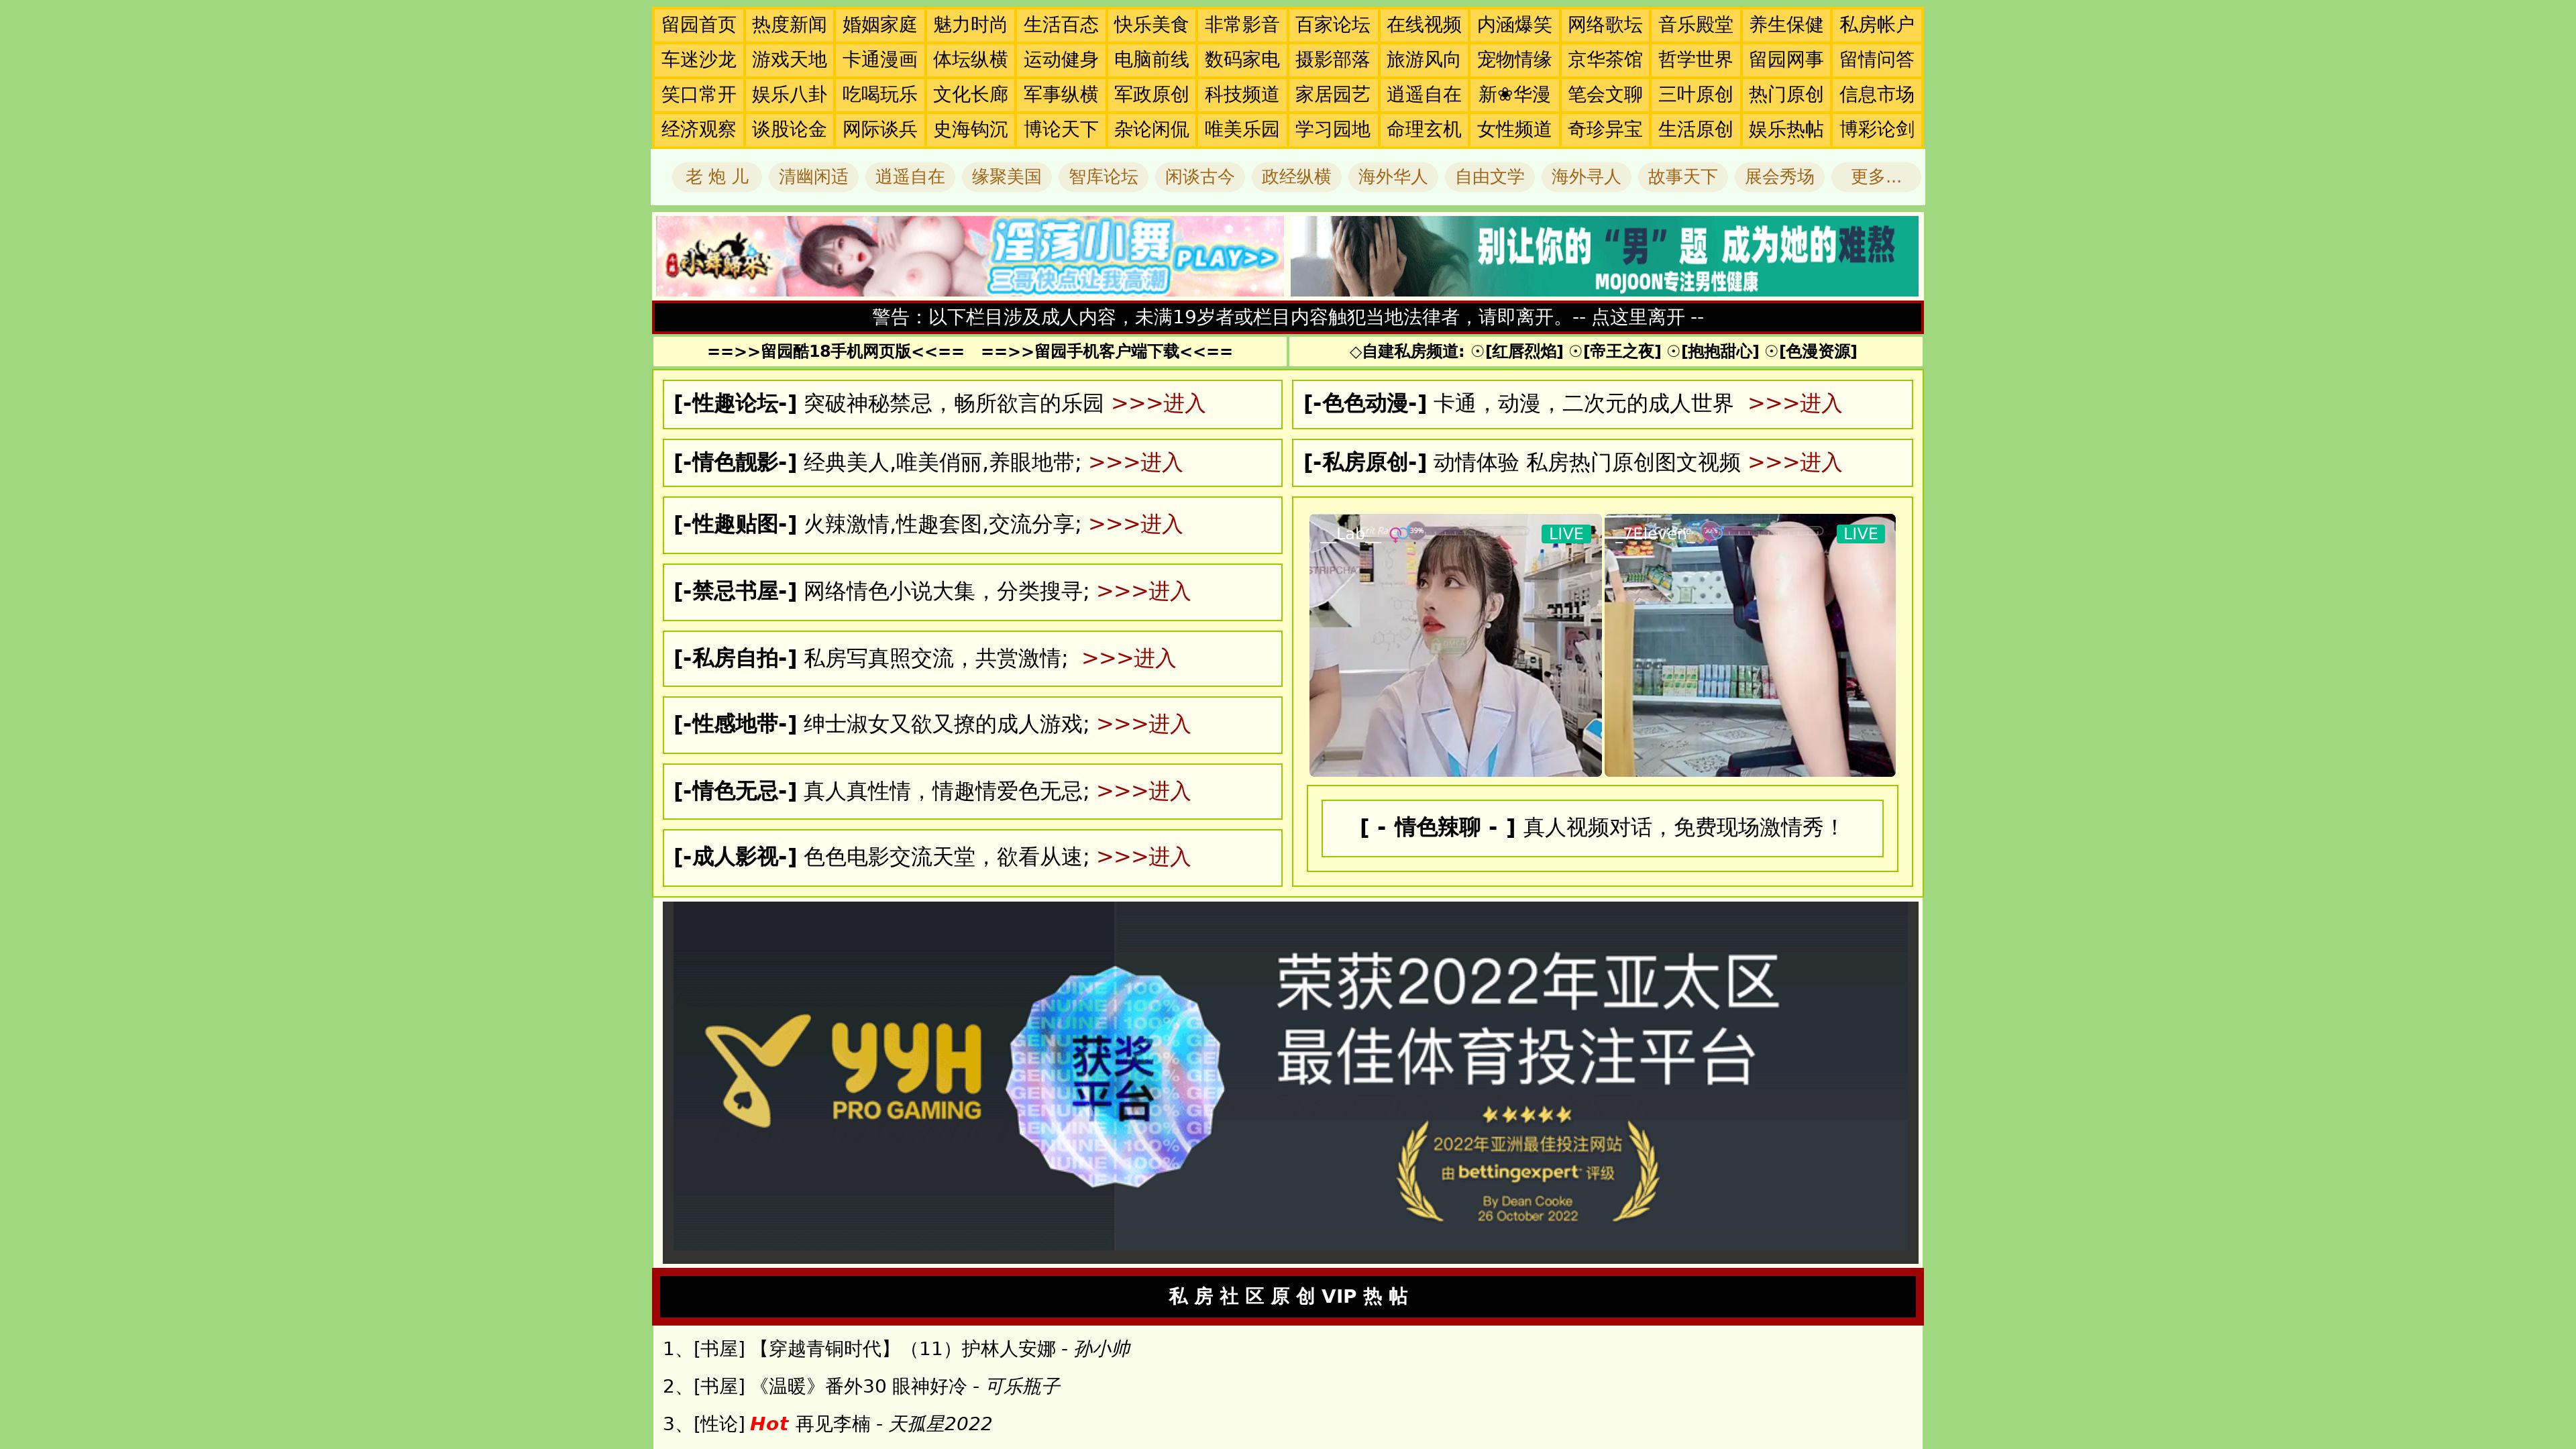 留园首页 热度新闻 婚姻家庭 魅力时尚 生活百态 快乐美食 非常影音 百家论坛 在线视频 内涵爆笑 网络歌坛 音乐殿堂 养生保健 私房帐户
车迷沙龙 游戏天地 卡通漫画 体坛纵横 运动健身 电脑前线 数码家电 摄影部落 旅游风向 宠物情缘 京华茶馆 哲学世界 留园网事 留情问答
笑口常开 娱乐八卦 吃喝玩乐 文化长廊 军事纵横 军政原创 科技频道 家居园艺 逍遥自在 新❀华漫 笔会文聊 三叶原创 热门原创 信息市场
经济观察 谈股论金 网际谈兵 史海钩沉 博论天下 杂论闲侃 唯美乐园 学习园地 命理玄机 女性频道 奇珍异宝 生活原创 娱乐热帖 博彩论剑
老 炮 儿 清幽闲适 逍遥自在 缘聚美国 智库论坛 闲谈古今 政经纵横 海外华人 自由文学 海外寻人 故事天下 展会秀场 更多...
淫荡小舞 PLAY>>
三哥快点让我高潮
别让你的“男”题 成为她的难熬
MOJOON专注男性健康
警告：以下栏目涉及成人内容，未满19岁者或栏目内容触犯当地法律者，请即离开。-- 点这里离开 --
==>>留园酷18手机网页版<<== ==>>留园手机客户端下载<<==
◇自建私房频道: ☉[红唇烈焰] ☉[帝王之夜] ☉[抱抱甜心] ☉[色漫资源]
[-性趣论坛-] 突破神秘禁忌，畅所欲言的乐园 >>>进入
[-色色动漫-] 卡通，动漫，二次元的成人世界 >>>进入
[-情色靓影-] 经典美人,唯美俏丽,养眼地带; >>>进入
[-私房原创-] 动情体验 私房热门原创图文视频 >>>进入
[-性趣贴图-] 火辣激情,性趣套图,交流分享; >>>进入
[-禁忌书屋-] 网络情色小说大集，分类搜寻; >>>进入
[-私房自拍-] 私房写真照交流，共赏激情; >>>进入
[-性感地带-] 绅士淑女又欲又撩的成人游戏; >>>进入
[-情色无忌-] 真人真性情，情趣情爱色无忌; >>>进入
[-成人影视-] 色色电影交流天堂，欲看从速; >>>进入
__Lab__ LIVE
_7Eleven_ LIVE
[ - 情色辣聊 - ] 真人视频对话，免费现场激情秀！
YYH
PRO GAMING
获奖
平台
荣获2022年亚太区
最佳体育投注平台
2022年亚洲最佳投注网站
由 bettingexpert 评级
By Dean Cooke
26 October 2022
私 房 社 区 原 创 VIP 热 帖
1、[书屋] 【穿越青铜时代】（11）护林人安娜 - 孙小帅
2、[书屋] 《温暖》番外30 眼神好冷 - 可乐瓶子
3、[性论] Hot 再见李楠 - 天孤星2022